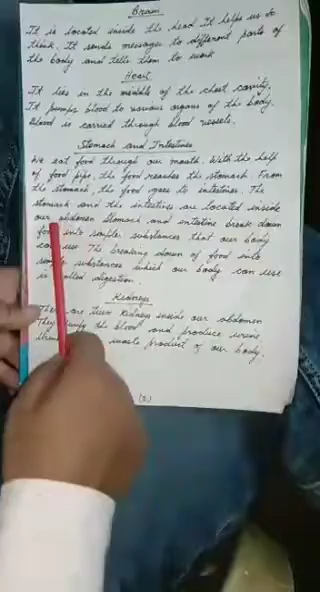 Brain
It is located inside the head It helps us to
think. It sends messages to different parts of
the body and tells them to work
Heart
It lies in the middle of the chest cavity.
It pumps blood to various organs of the body.
Blood is carried through blood vessels.
Stomach and Intestines
We eat food through our mouth. With the help
of food pipe, the food reaches the stomach. From
the stomach, the food goes to intestines. The
stomach and the intestines are located inside
our abdomen Stomach and intestine break down
food into simpler substances that our body
can use The breaking down of food into
simple substances which our body can use
is called digestion.
Kidneys
There are two kidneys inside our abdomen
They purify the blood and produce urine
waste product of our body.
(2)